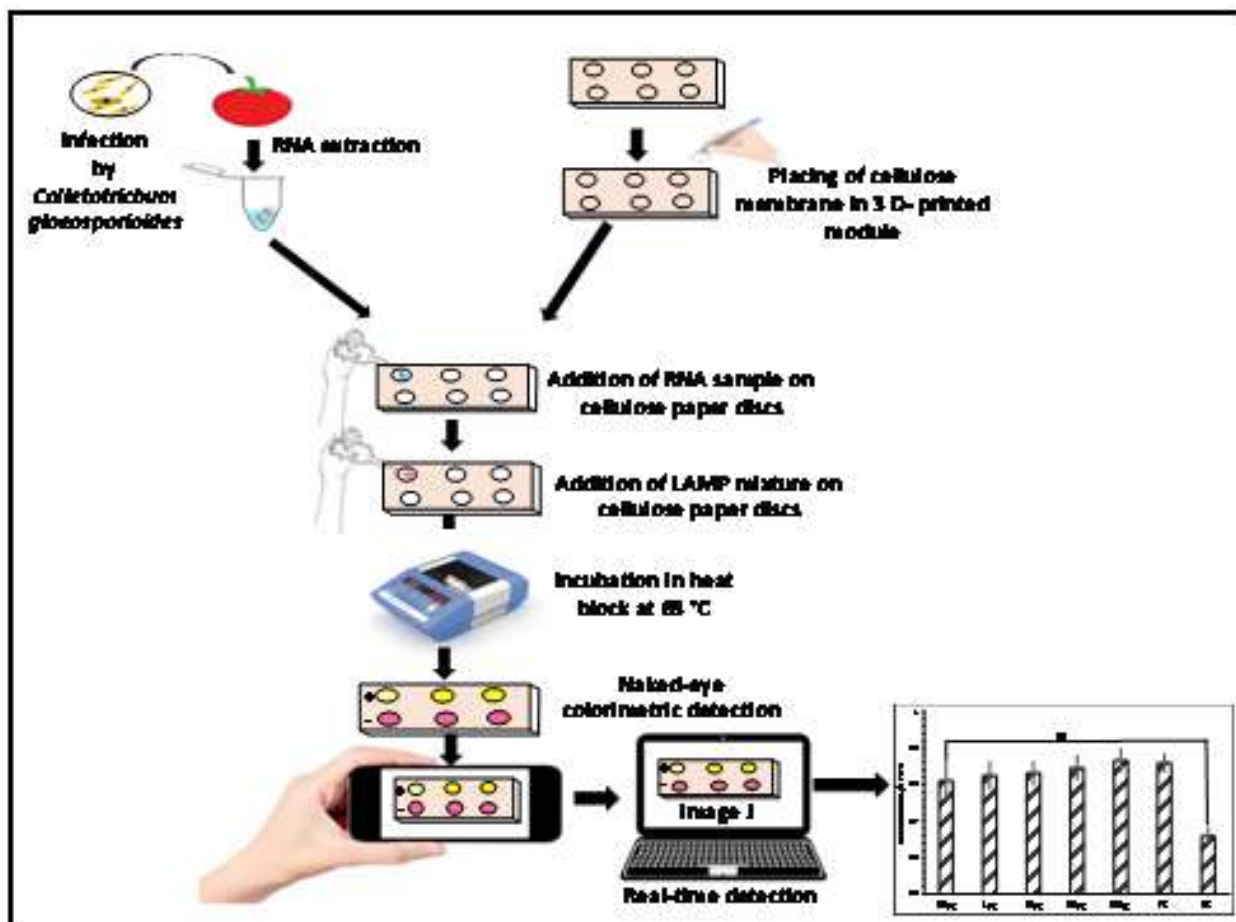 Infection
by
Colletotrichum
gloeosporioides
RNA extraction
Placing of cellulose
membrane in 3 D- printed
module
Addition of RNA sample on
cellulose paper discs
Addition of LAMP mixture on
cellulose paper discs
Incubation in heat
block at 65 °C
Naked-eye
colorimetric detection
+
-
+
-
+
-
Image J
Real-time detection